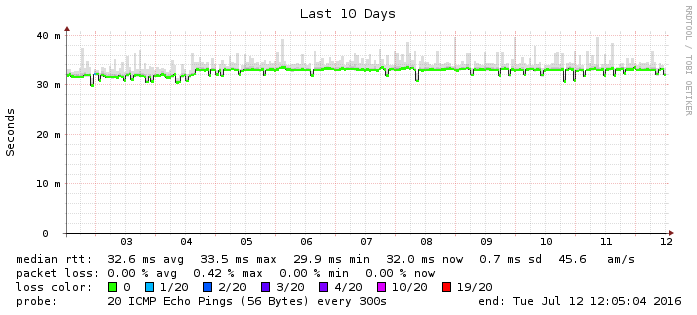 Last 10 Days
RRDTOOL / TOBI OETIKER
Seconds
40 m
30 m
20 m
10 m
0
03 04 05 06 07 08 09 10 11 12
median rtt: 32.6 ms avg 33.5 ms max 29.9 ms min 32.0 ms now 0.7 ms sd 45.6 am/s
packet loss: 0.00 % avg 0.42 % max 0.00 % min 0.00 % now
loss color: 0 1/20 2/20 3/20 4/20 10/20 19/20
probe: 20 ICMP Echo Pings (56 Bytes) every 300s end: Tue Jul 12 12:05:04 2016